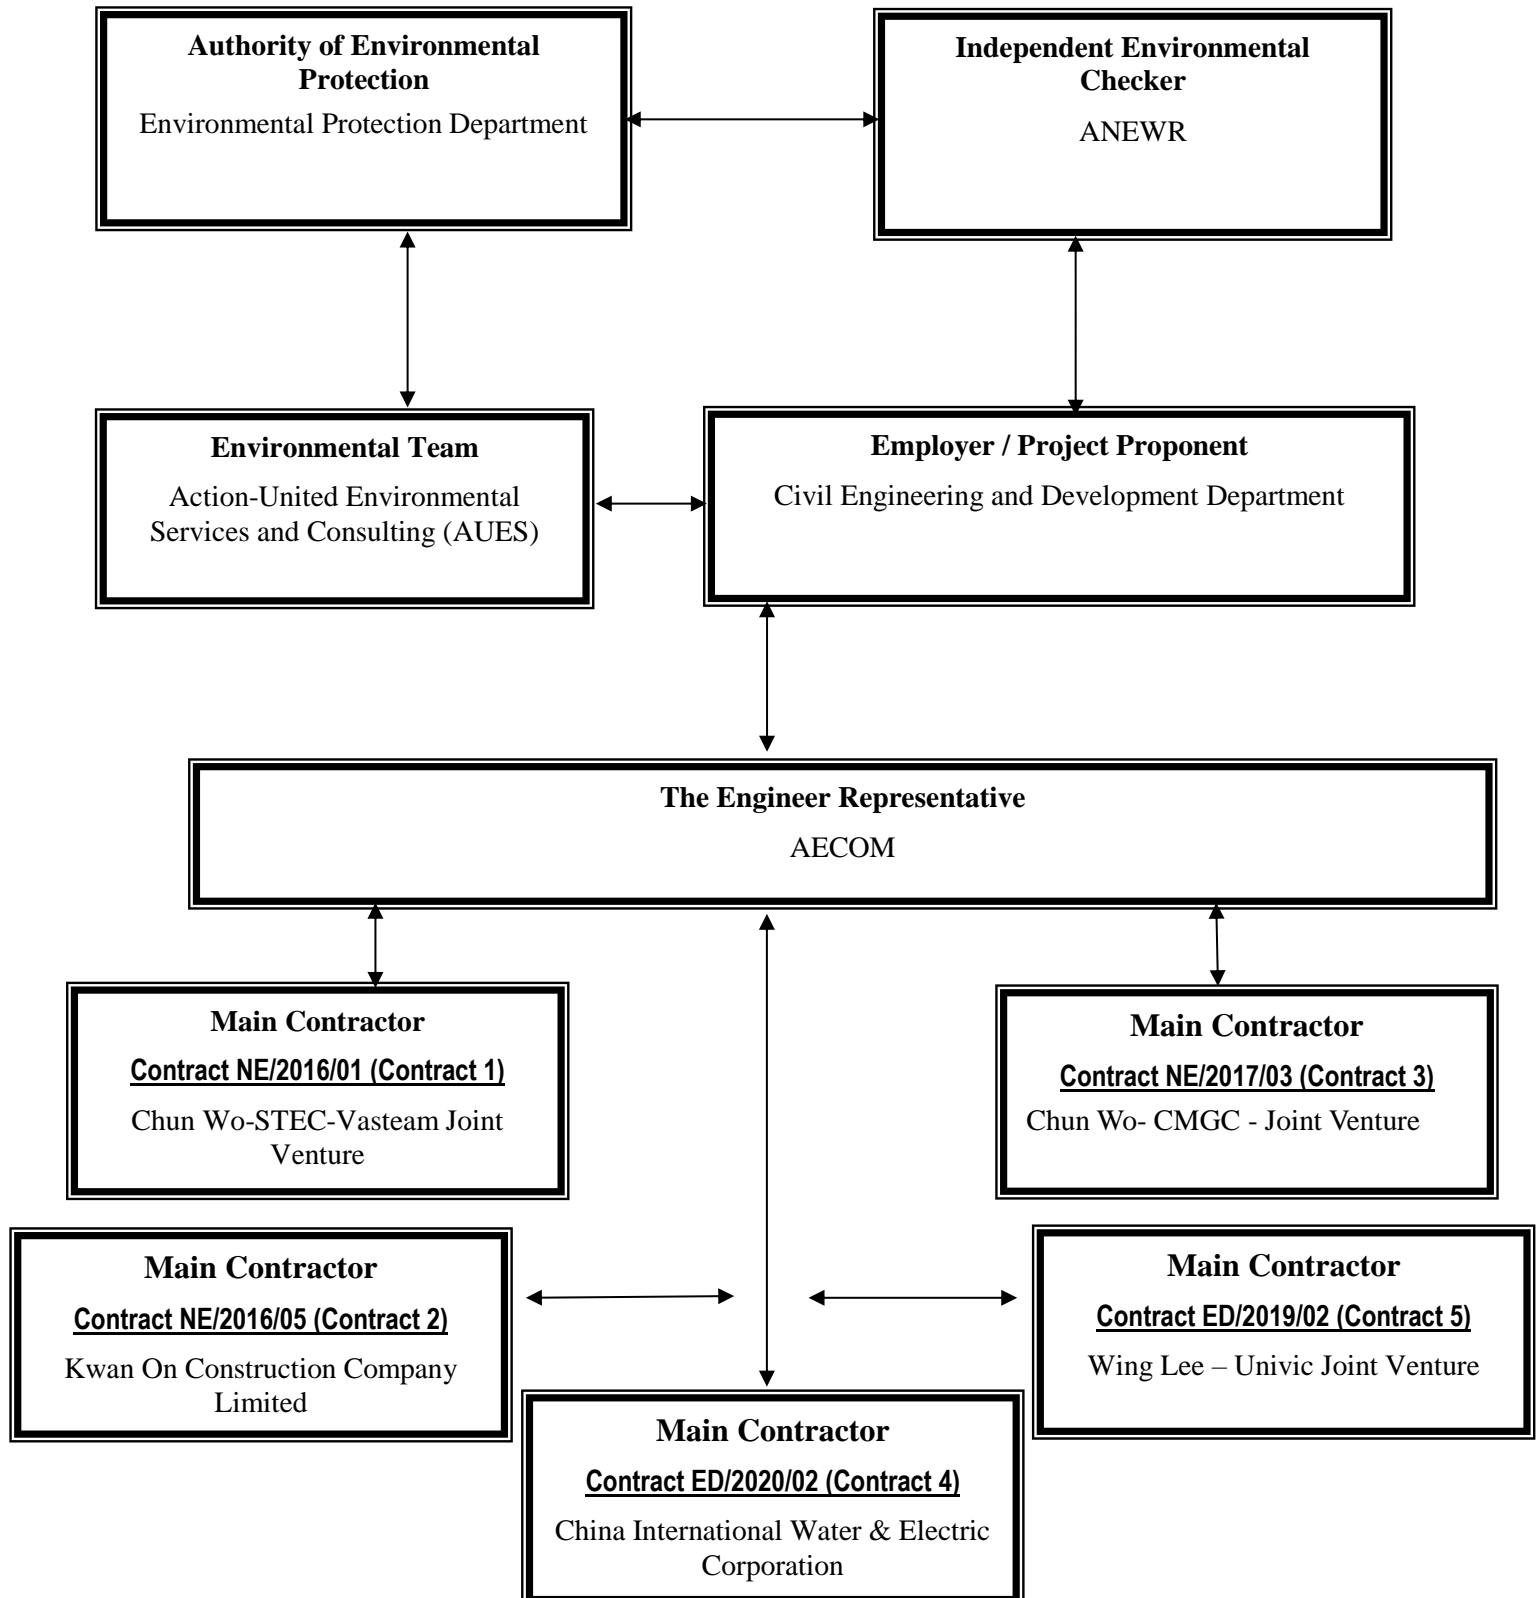 Authority of Environmental
Protection
Environmental Protection Department
Independent Environmental
Checker
ANEWR
Environmental Team
Action-United Environmental
Services and Consulting (AUES)
Employer / Project Proponent
Civil Engineering and Development Department
The Engineer Representative
AECOM
Main Contractor
Contract NE/2016/01 (Contract 1)
Chun Wo-STEC-Vasteam Joint
Venture
Main Contractor
Contract NE/2017/03 (Contract 3)
Chun Wo- CMGC - Joint Venture
Main Contractor
Contract NE/2016/05 (Contract 2)
Kwan On Construction Company
Limited
Main Contractor
Contract ED/2019/02 (Contract 5)
Wing Lee – Univic Joint Venture
Main Contractor
Contract ED/2020/02 (Contract 4)
China International Water & Electric
Corporation